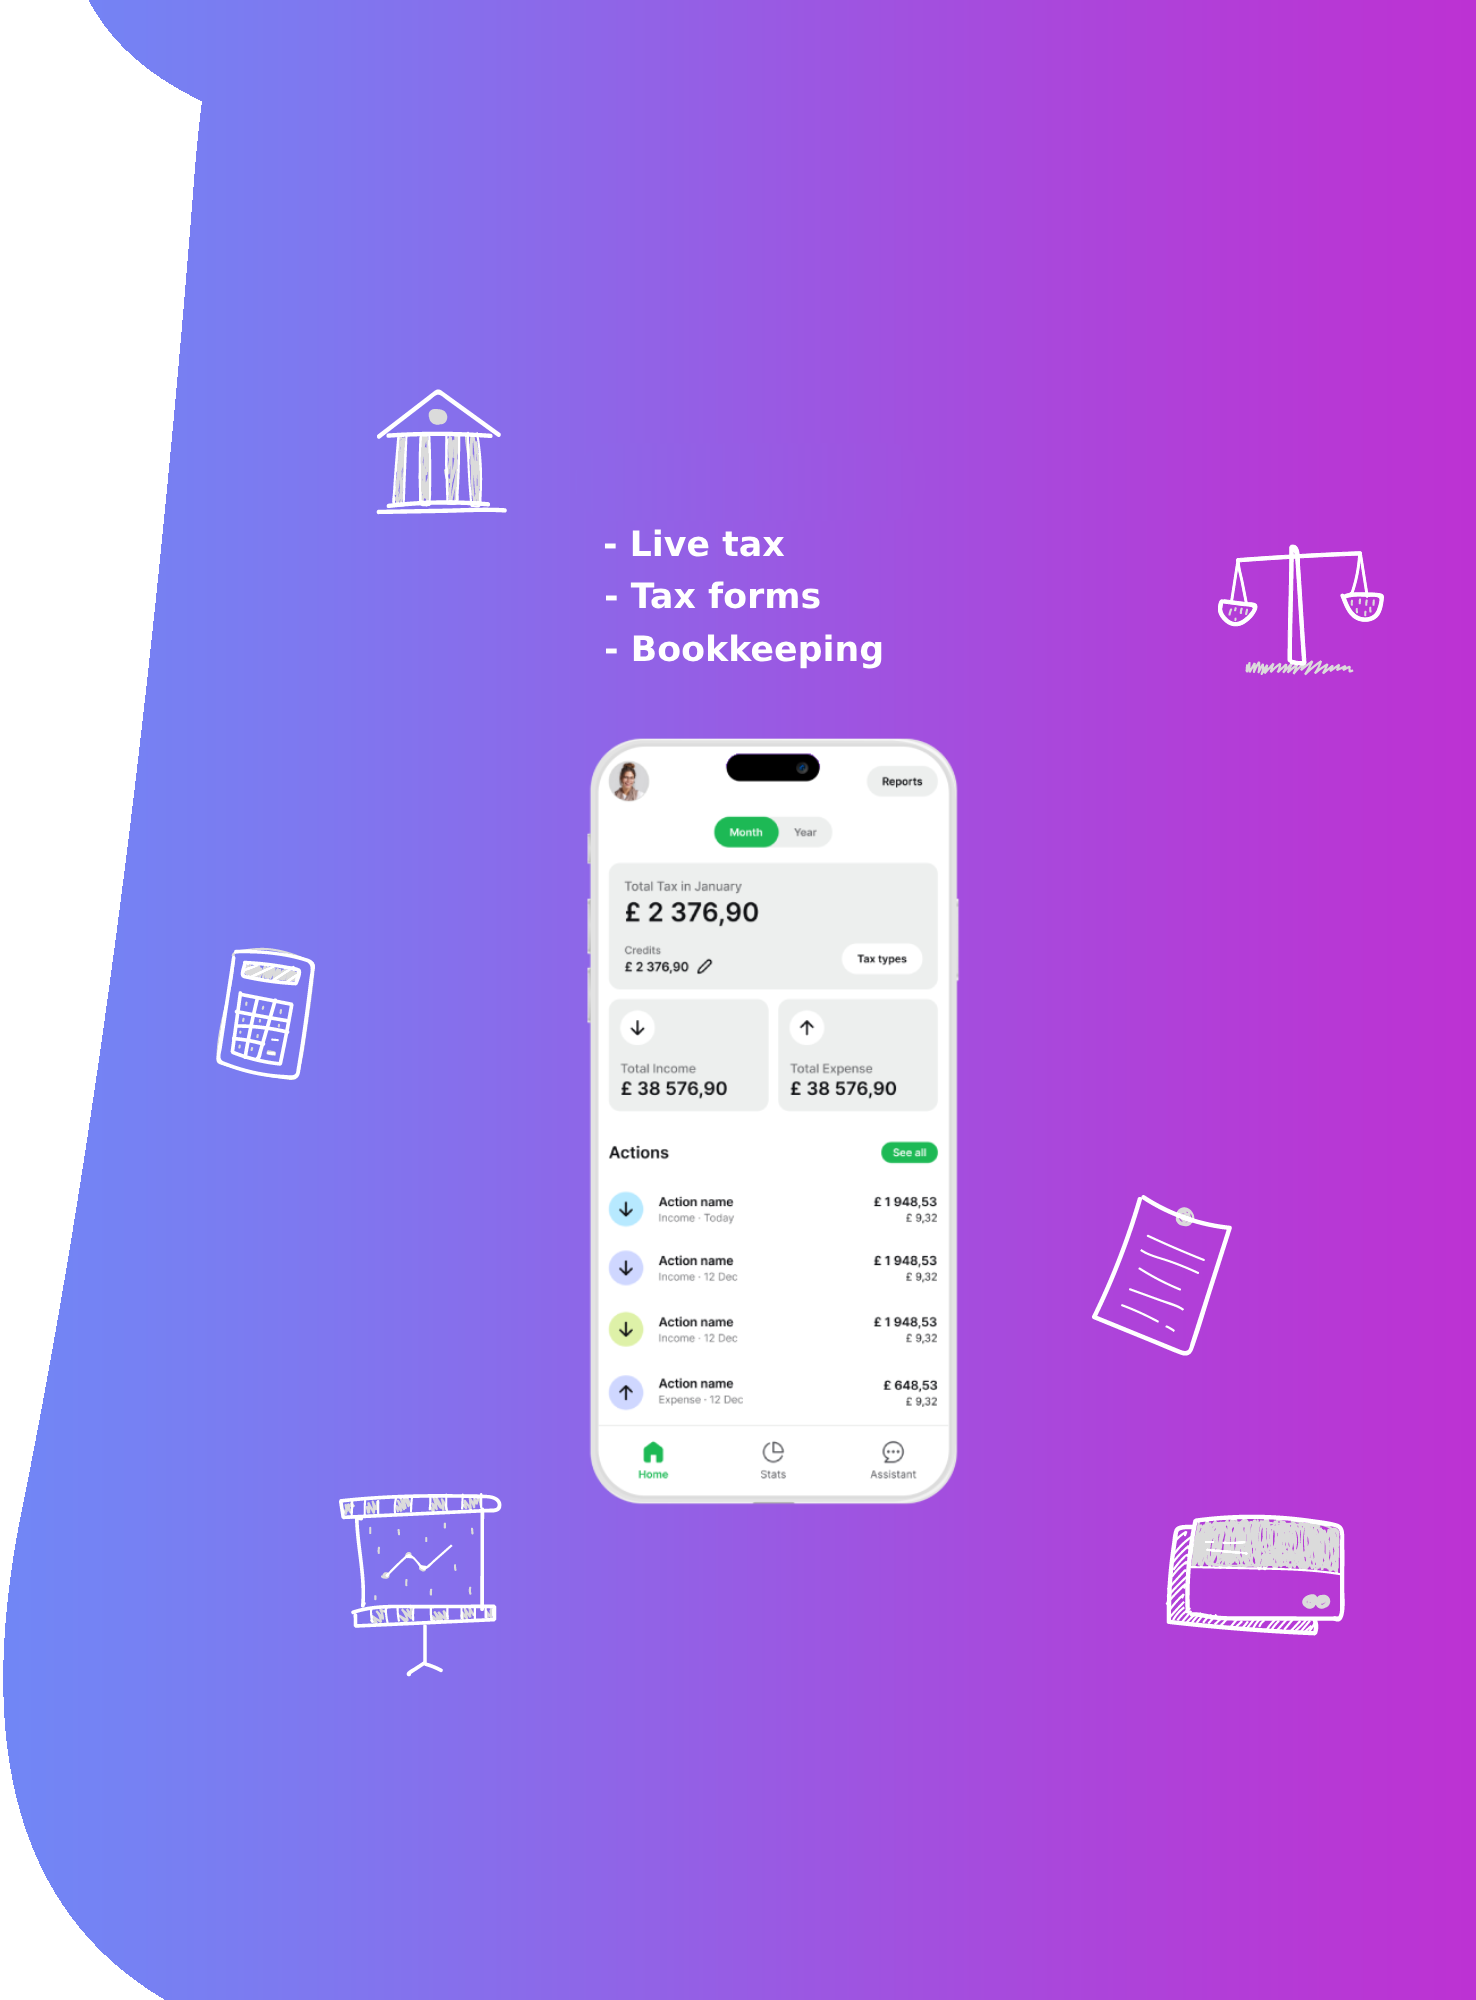 - Live tax
- Tax forms
- Bookkeeping
Reports
Month Year
Total Tax in January
£ 2 376,90
Credits
£ 2 376,90
Tax types
Total Income
£ 38 576,90
Total Expense
£ 38 576,90
Actions
See all
Action name £ 1 948,53
Income · Today £ 9,32
Action name £ 1 948,53
Income · 12 Dec £ 9,32
Action name £ 1 948,53
Income · 12 Dec £ 9,32
Action name £ 648,53
Expense · 12 Dec £ 9,32
Home Stats Assistant